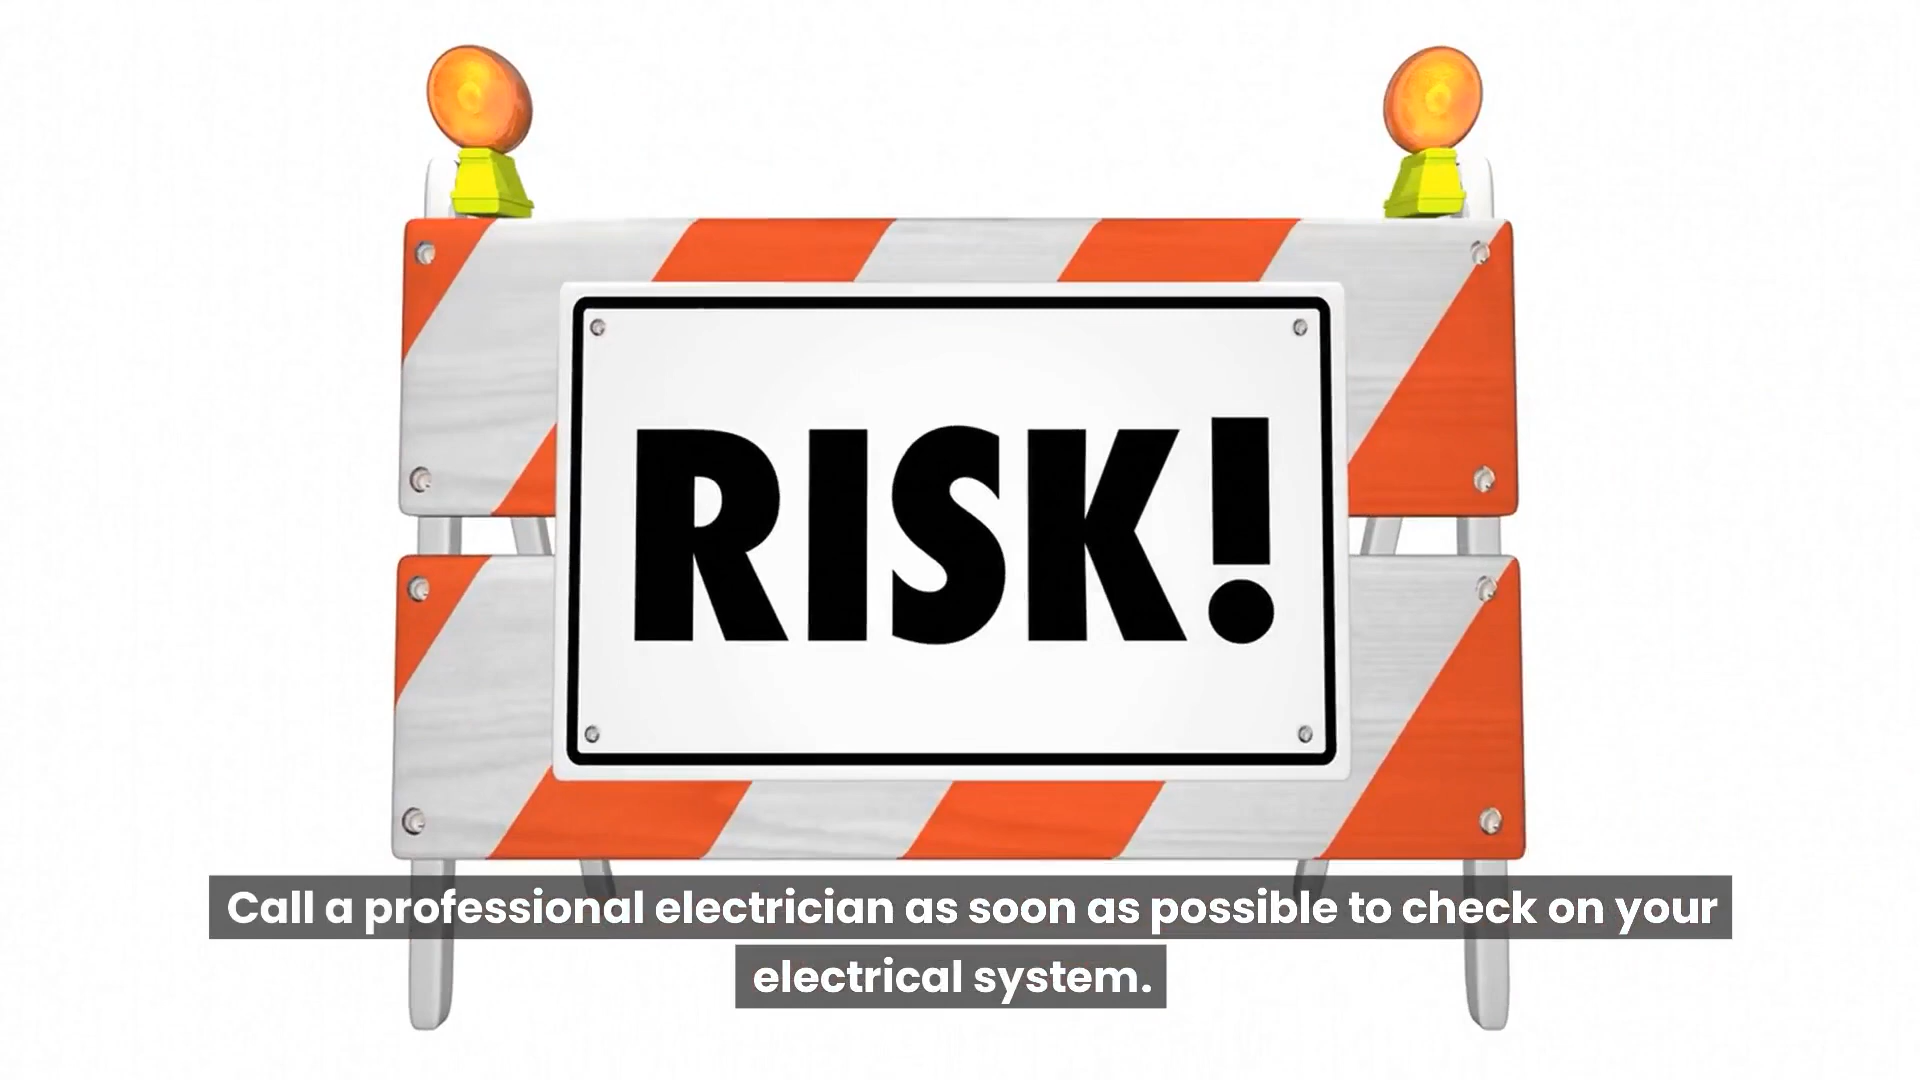 RISK!
Call a professional electrician as soon as possible to check on your
electrical system.